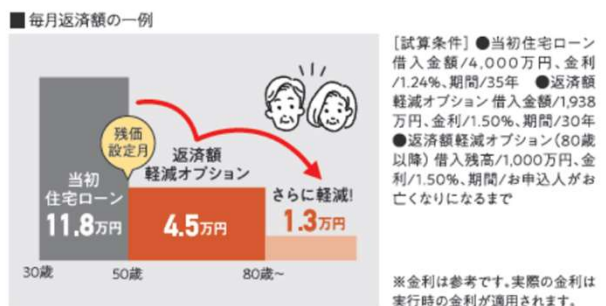 ■毎月返済額の一例
残価
設定月
返済額
軽減オプション
当初
住宅ローン
11.8万円
4.5万円
さらに軽減!
1.3万円
30歳
50歳
80歳~
[試算条件] ●当初住宅ローン
借入金額/4,000万円、金利
/1.24%、期間/35年 ●返済額
軽減オプション 借入金額/1,938
万円、金利/1.50%、期間/30年
●返済額軽減オプション(80歳
以降) 借入残高/1,000万円、金
利/1.50%、期間/お申込人がお
亡くなりになるまで
※金利は参考です。実際の金利は
実行時の金利が適用されます。